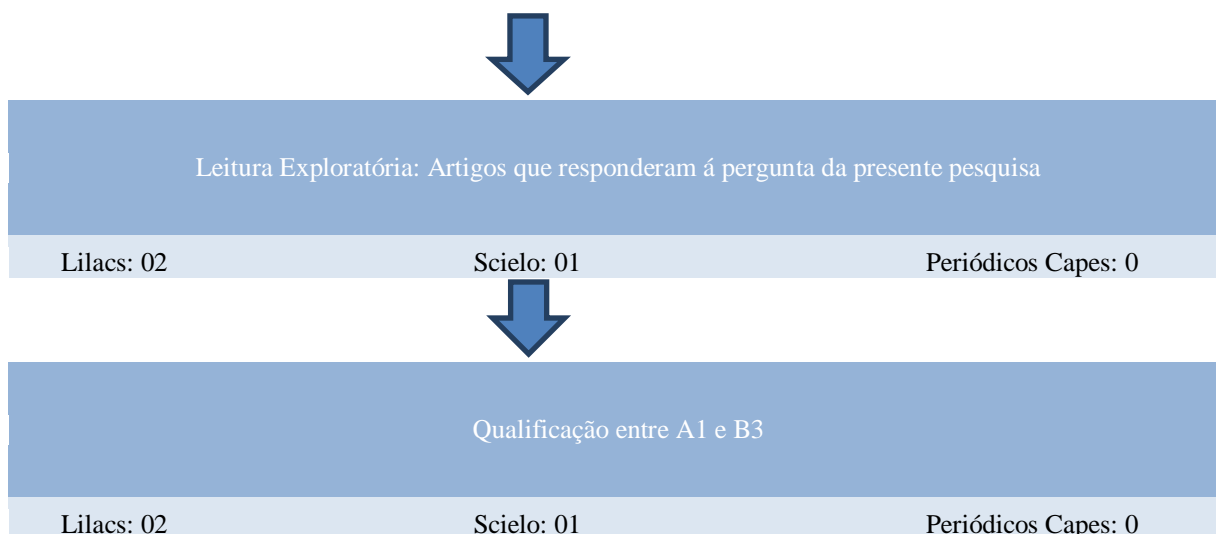 Leitura Exploratória: Artigos que responderam á pergunta da presente pesquisa
Lilacs: 02 Scielo: 01 Periódicos Capes: 0
Qualificação entre A1 e B3
Lilacs: 02 Scielo: 01 Periódicos Capes: 0